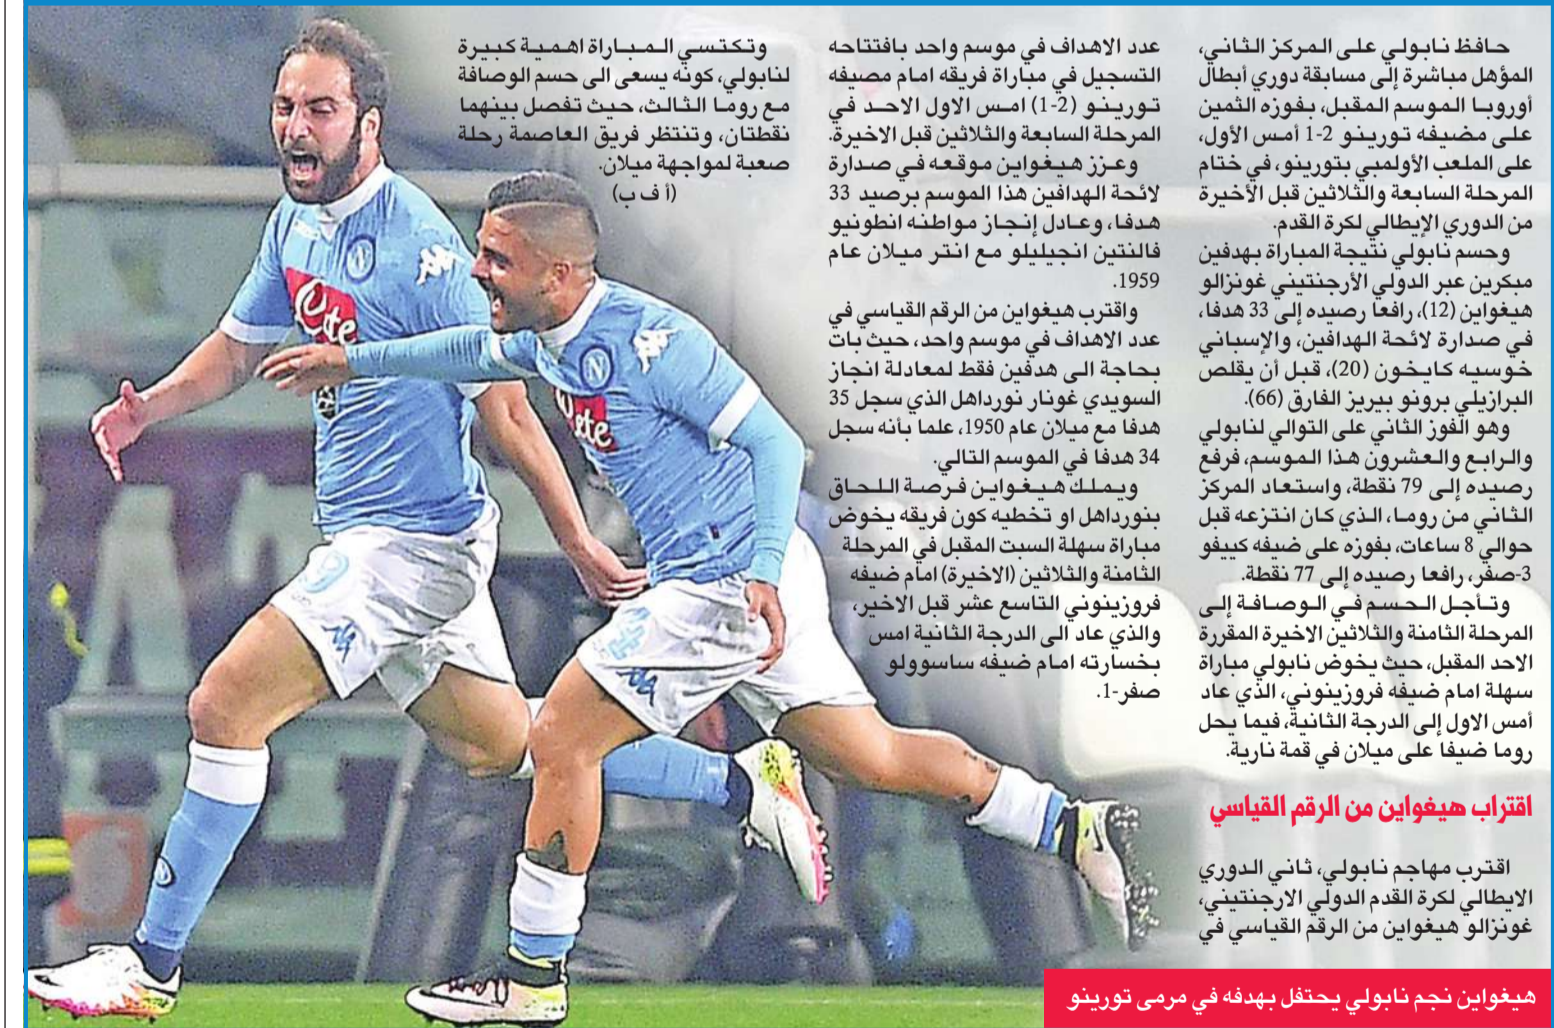 حافظ نابولي على المركز الثاني،
المؤهل مباشرة إلى مسابقة دوري أبطال
أوروبا الموسم المقبل، بفوزه الثمين
على مضيفه تورينو 2-1 أمس الأول،
على الملعب الأولمبي بتورينو، في ختام
المرحلة السابعة والثلاثين قبل الأخيرة
من الدوري الإيطالي لكرة القدم.
وحسم نابولي نتيجة المباراة بهدفين
مبكرين عبر الدولي الأرجنتيني غونزالو
هيغواين (12)، رافعا رصيده إلى 33 هدفا،
في صدارة لائحة الهدافين، والإسباني
خوسيه كايخون (20)، قبل أن يقلص
البرازيلي برونو بيريز الفارق (66).
وهو الفوز الثاني على التوالي لنابولي
والرابع والعشرون هذا الموسم، فرفع
رصيده إلى 79 نقطة، واستعاد المركز
الثاني من روما، الذي كان انتزعه قبل
حوالي 8 ساعات، بفوزه على ضيفه كييفو
3-صفر، رافعا رصيده إلى 77 نقطة.
وتأجل الحسم في الوصافة إلى
المرحلة الثامنة والثلاثين الاخيرة المقررة
الاحد المقبل، حيث يخوض نابولي مباراة
سهلة امام ضيفه فروزينوني، الذي عاد
أمس الاول إلى الدرجة الثانية، فيما يحل
روما ضيفا على ميلان في قمة نارية.
اقتراب هيغواين من الرقم القياسي
اقترب مهاجم نابولي، ثاني الدوري
الايطالي لكرة القدم الدولي الارجنتيني،
غونزالو هيغواين من الرقم القياسي في
عدد الاهداف في موسم واحد بافتتاحه
التسجيل في مباراة فريقه امام مصيفه
تورينو (2-1) امس الاول الاحد في
المرحلة السابعة والثلاثين قبل الاخيرة.
وعزز هيغواين موقعه في صدارة
لائحة الهدافين هذا الموسم برصيد 33
هدفا، وعادل إنجاز مواطنه انطونيو
فالنتين انجيليلو مع انتر ميلان عام
1959.
واقترب هيغواين من الرقم القياسي في
عدد الاهداف في موسم واحد، حيث بات
بحاجة الى هدفين فقط لمعادلة انجاز
السويدي غونار نورداهل الذي سجل 35
هدفا مع ميلان عام 1950، علما بأنه سجل
34 هدفا في الموسم التالي.
ويملك هيغواين فرصة اللحاق
بنورداهل او تخطيه كون فريقه يخوض
مباراة سهلة السبت المقبل في المرحلة
الثامنة والثلاثين (الاخيرة) امام ضيفه
فروزينوني التاسع عشر قبل الاخير،
والذي عاد الى الدرجة الثانية امس
بخسارته امام ضيفه ساسوولو
صفر-1.
وتكتسي المباراة اهمية كبيرة
لنابولي، كونه يسعى الى حسم الوصافة
مع روما الثالث، حيث تفصل بينهما
نقطتان، وتنتظر فريق العاصمة رحلة
صعبة لمواجهة ميلان.
(أ ف ب)
هيغواين نجم نابولي يحتفل بهدفه في مرمى تورينو